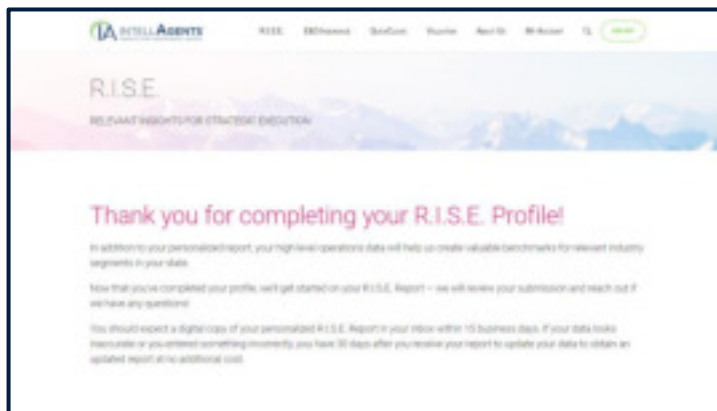 INTELLAGENTS
R.I.S.E. About Us My Account
R.I.S.E.
RELEVANT INSIGHTS FOR STRATEGIC EXECUTION
Thank you for completing your R.I.S.E. Profile!
In addition to your personalized report, your high level operations data will help us create valuable benchmarks for relevant industry
segments in your state.
Now that you've completed your profile, we'll get started on your R.I.S.E. Report – we will review your submission and reach out if
we have any questions!
You should expect a digital copy of your personalized R.I.S.E. Report in your inbox within 15 business days. If your data looks
inaccurate or you entered something incorrectly, you have 30 days after you receive your report to update your data to obtain an
updated report at no additional cost.